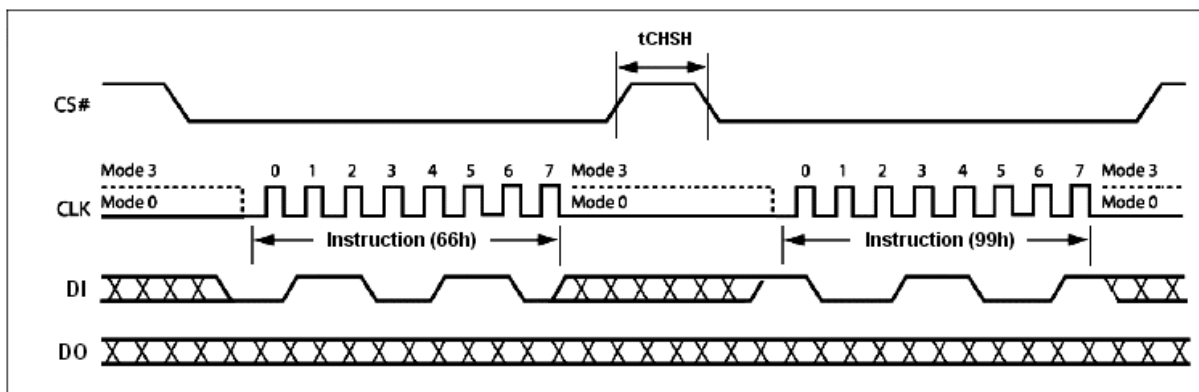 tCHSH
CS#
Mode 3 0 1 2 3 4 5 6 7 Mode 3 0 1 2 3 4 5 6 7 Mode 3
CLK Mode 0 Mode 0 Mode 0
Instruction (66h) Instruction (99h)
DI
DO